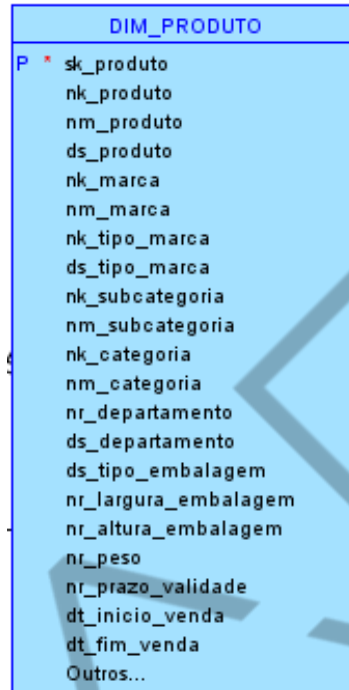 DIM_PRODUTO
P * sk_produto
nk_produto
nm_produto
ds_produto
nk_marca
nm_marca
nk_tipo_marca
ds_tipo_marca
nk_subcategoria
nm_subcategoria
nk_categoria
nm_categoria
nr_departamento
ds_departamento
ds_tipo_embalagem
nr_largura_embalagem
nr_altura_embalagem
nr_peso
nr_prazo_validade
dt_inicio_venda
dt_fim_venda
Outros...